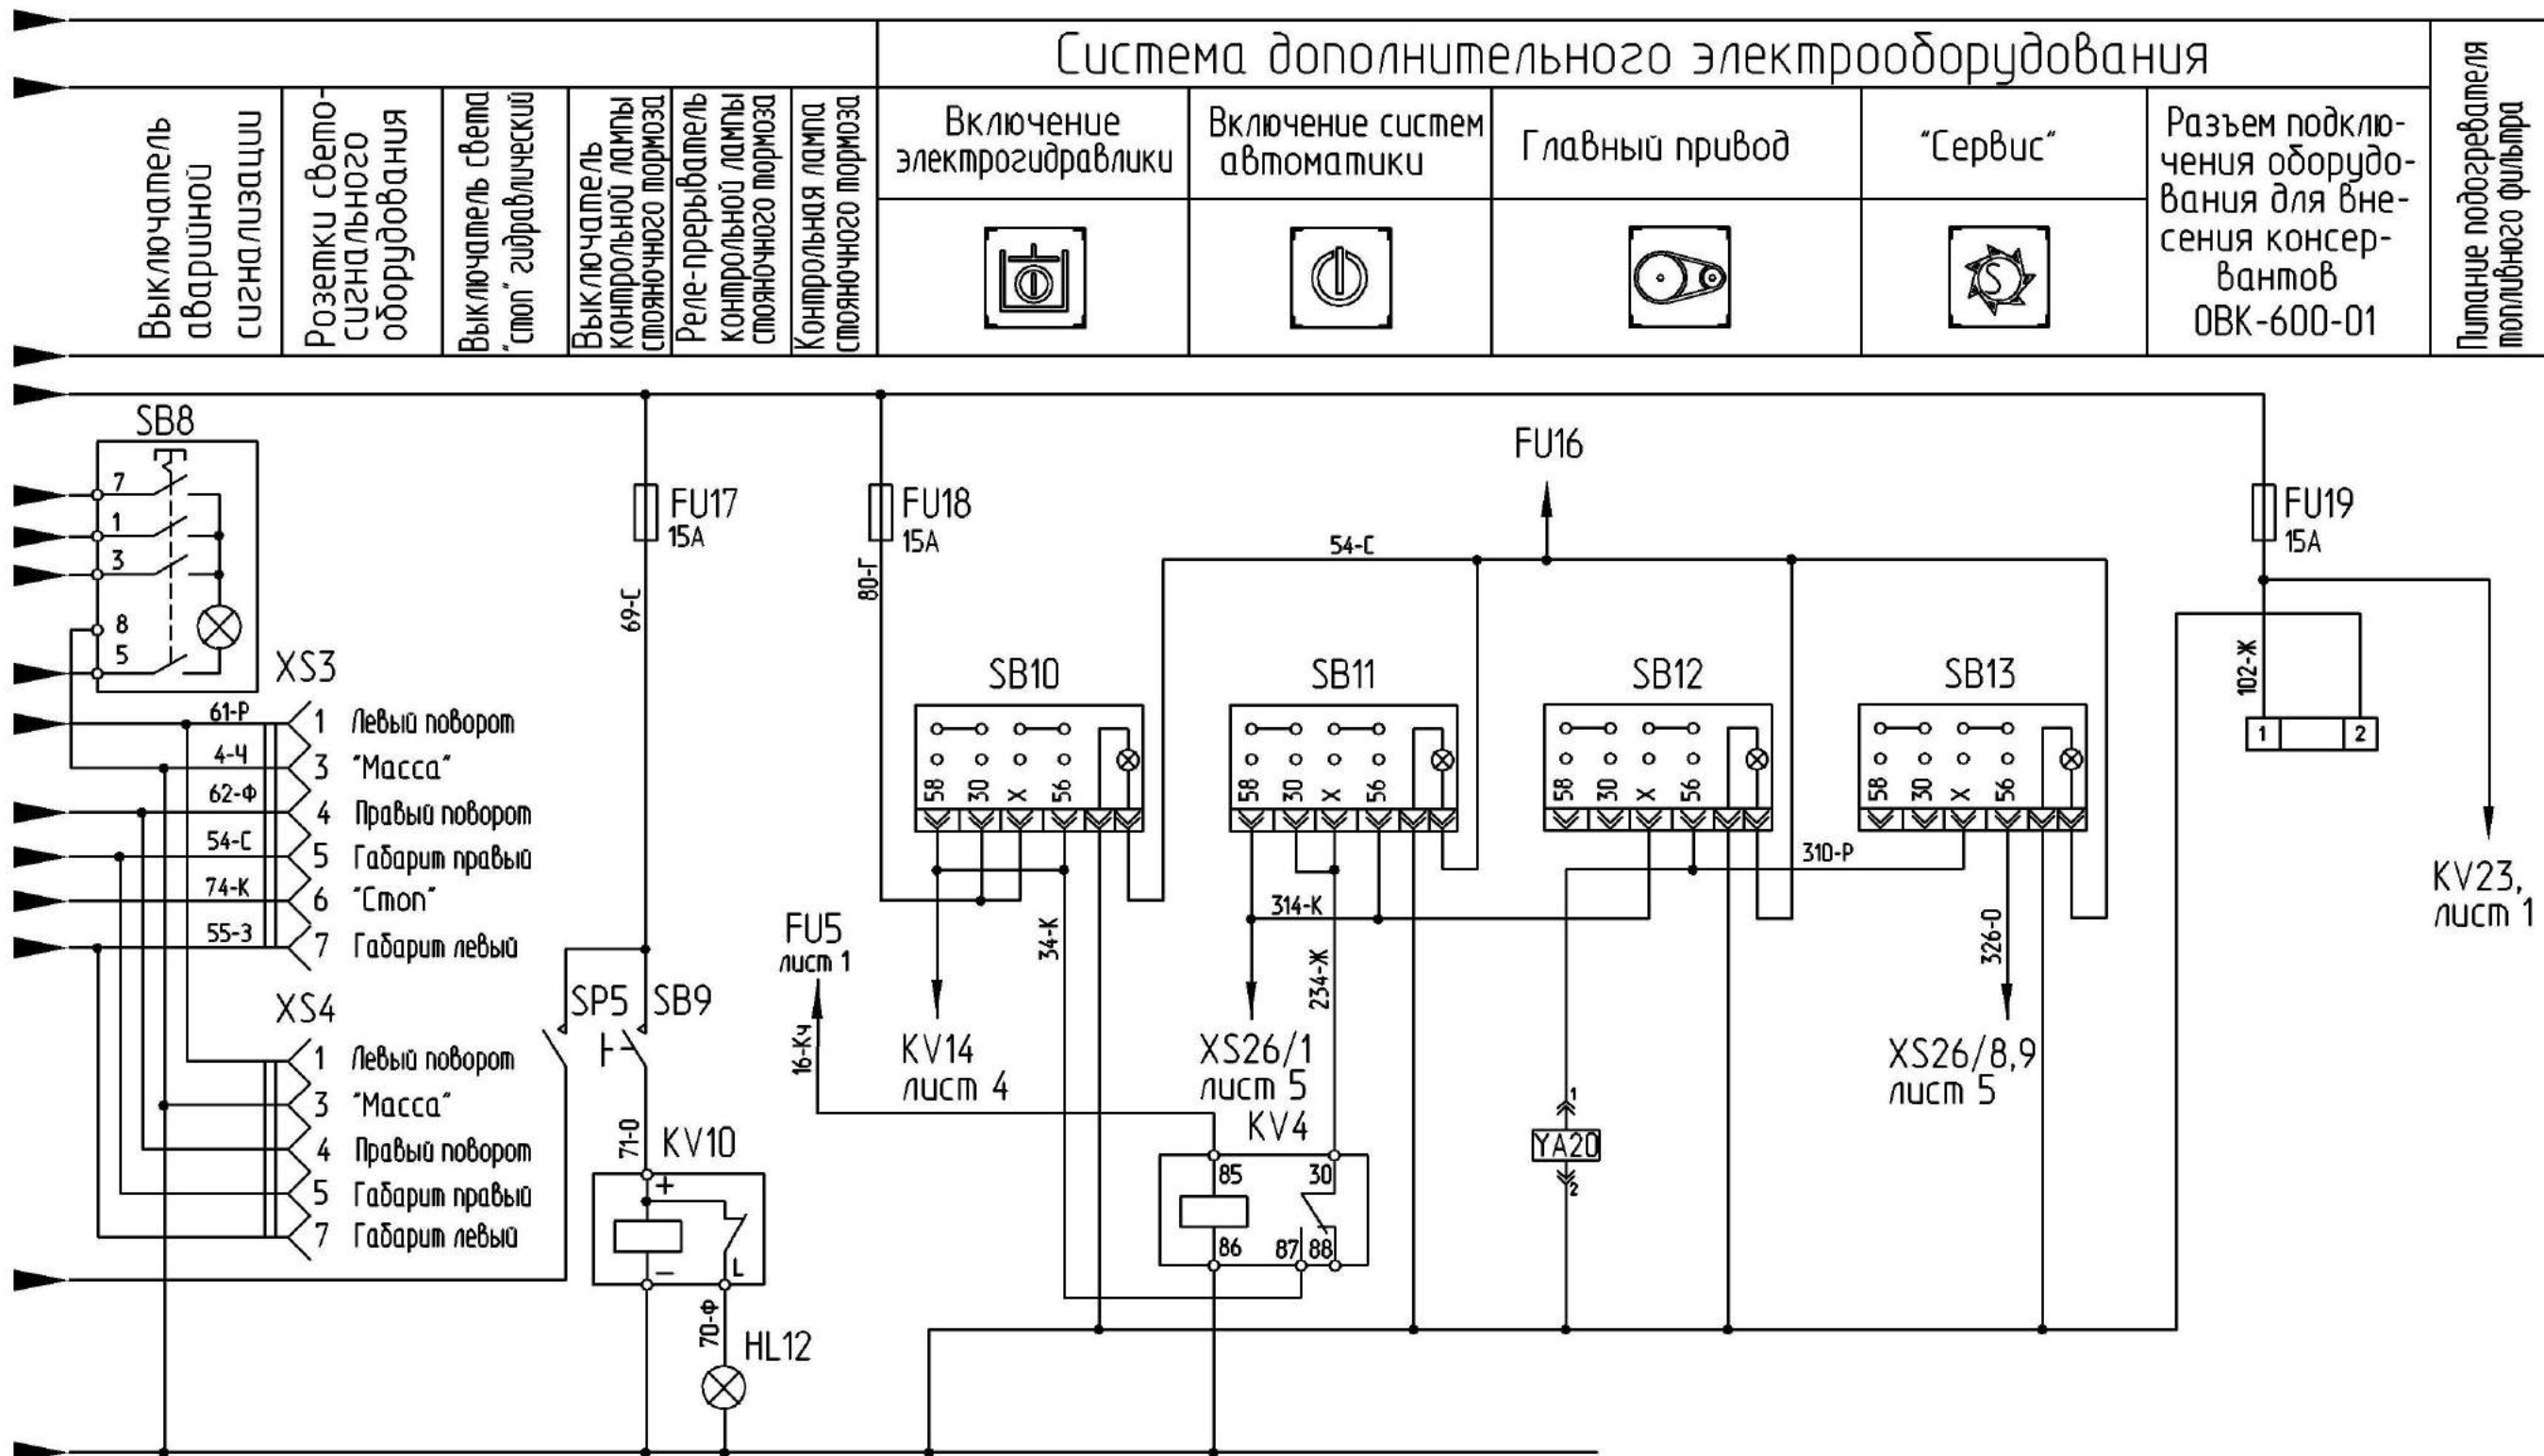 Система дополнительного электрооборудования
Выключатель
аварийной
сигнализации
Розетки свето-
сигнального
оборудования
Выключатель света
"стоп" гидравлический
Выключатель
контрольной лампы
стояночного тормоза
Реле-прерыватель
контрольной лампы
стояночного тормоза
Контрольная лампа
стояночного тормоза
Включение
электрогидравлики
Включение систем
автоматики
Главный привод
"Сервис"
S
Разъем подклю-
чения оборудо-
вания для вне-
сения консер-
вантов
ОВК-600-01
Питание подогревателя
топливного фильтра
SB8
7
1
3
8
5
FU17
15А
69-С
FU18
15А
80-Г
FU16
54-С
FU19
15А
102-Ж
1
2
KV23,
лист 1
XS3
61-Р
1 Левый поворот
4-Ч
3 "Масса"
62-Ф
4 Правый поворот
54-С
5 Габарит правый
74-К
6 "Стоп"
55-З
7 Габарит левый
XS4
1 Левый поворот
3 "Масса"
4 Правый поворот
5 Габарит правый
7 Габарит левый
SP5
SB9
71-О
KV10
+
–
L
70-Ф
HL12
SB10
58 30 X 56
SB11
58 30 X 56
SB12
58 30 X 56
SB13
58 30 X 56
310-Р
314-К
34-К
234-Ж
326-О
FU5
лист 1
16-Кч
KV14
лист 4
XS26/1
лист 5
XS26/8,9
лист 5
KV4
85
30
86
87
88
1
YA20
2